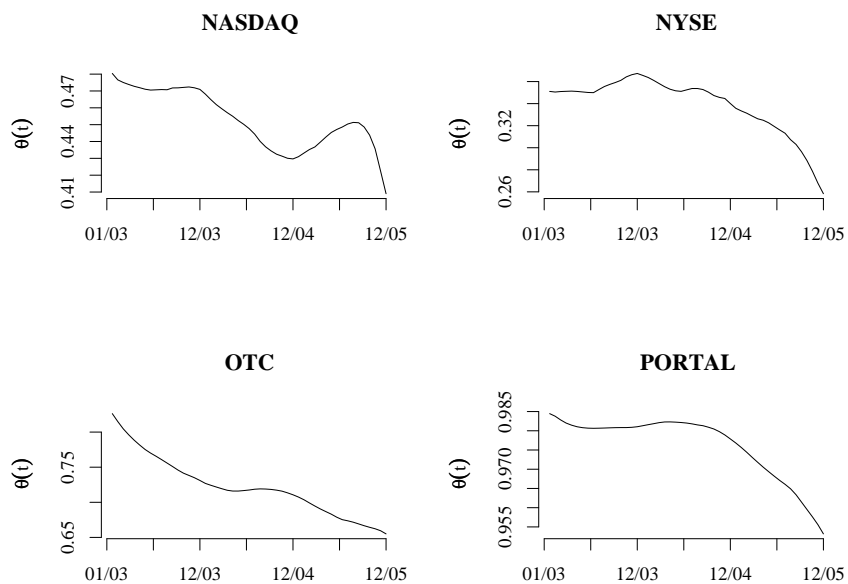 NASDAQ
θ(t)
0.41 0.44 0.47
01/03 12/03 12/04 12/05
NYSE
θ(t)
0.26 0.32
01/03 12/03 12/04 12/05
OTC
θ(t)
0.65 0.75
01/03 12/03 12/04 12/05
PORTAL
θ(t)
0.955 0.970 0.985
01/03 12/03 12/04 12/05